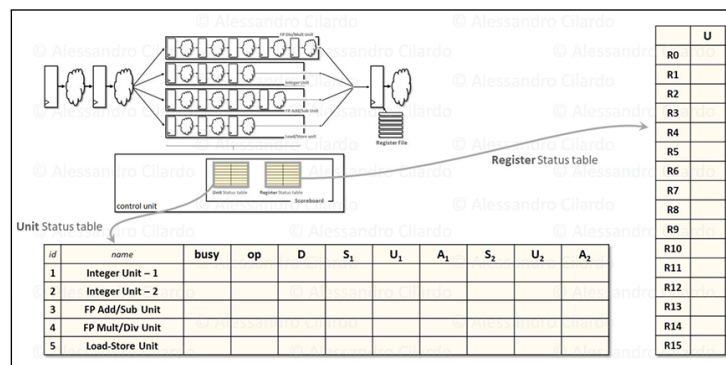 © Alessandro Cilardo
FP Div/Mult Unit
Integer Unit
FP Add/Sub Unit
Load/Store unit
Register File
control unit
Unit Status table
Register Status table
Scoreboard
Register Status table
Unit Status table
id name busy op D S1 U1 A1 S2 U2 A2
1 Integer Unit – 1
2 Integer Unit – 2
3 FP Add/Sub Unit
4 FP Mult/Div Unit
5 Load-Store Unit
U
R0
R1
R2
R3
R4
R5
R6
R7
R8
R9
R10
R11
R12
R13
R14
R15